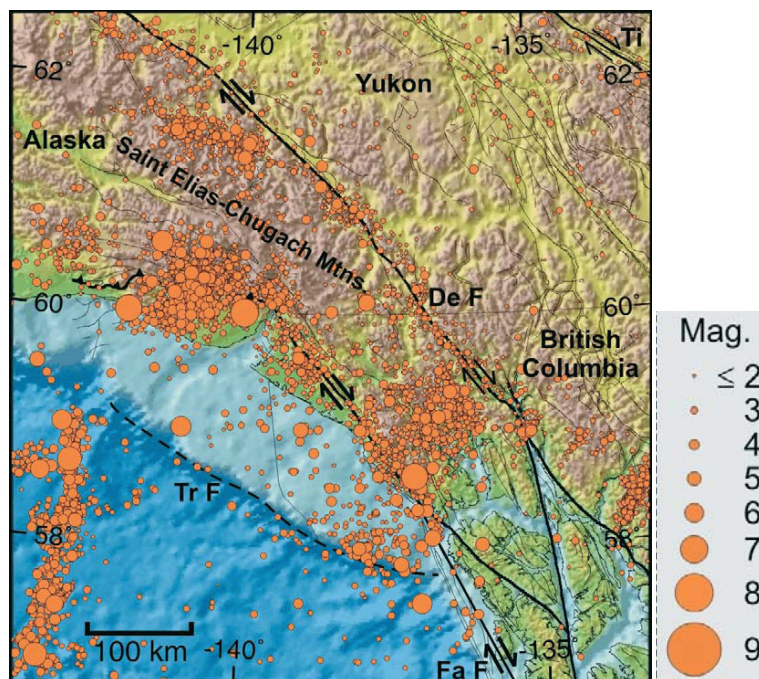 -140°
-135°
Ti
62°
62°
Yukon
Alaska
Saint Elias-Chugach Mtns
60°
60°
De F
British
Columbia
Mag.
≤ 2
3
4
5
6
7
8
9
Tr F
58°
58°
100 km
-140°
-135°
Fa F